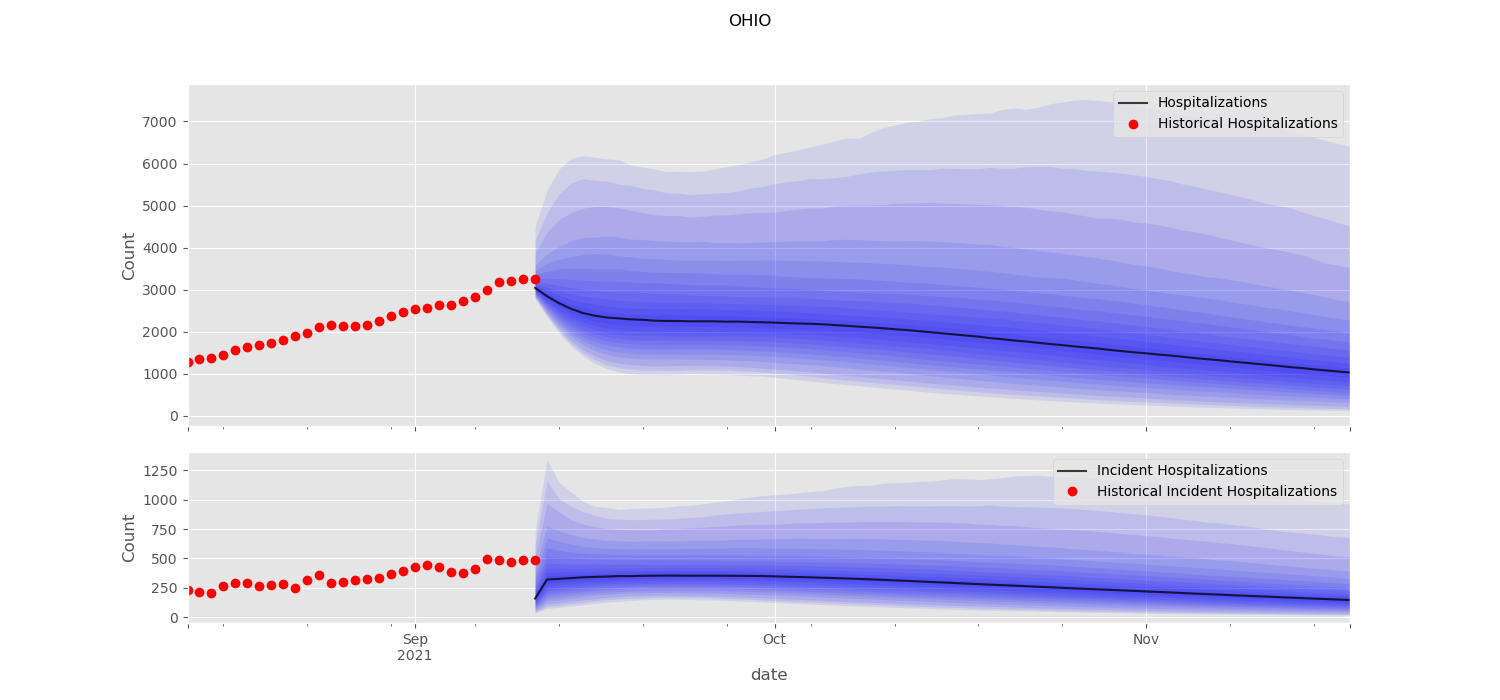 OHIO
Hospitalizations
Historical Hospitalizations
7000
6000
5000
4000
3000
2000
1000
0
Count
Incident Hospitalizations
Historical Incident Hospitalizations
1250
1000
750
500
250
0
Count
Sep
2021
Oct
Nov
date